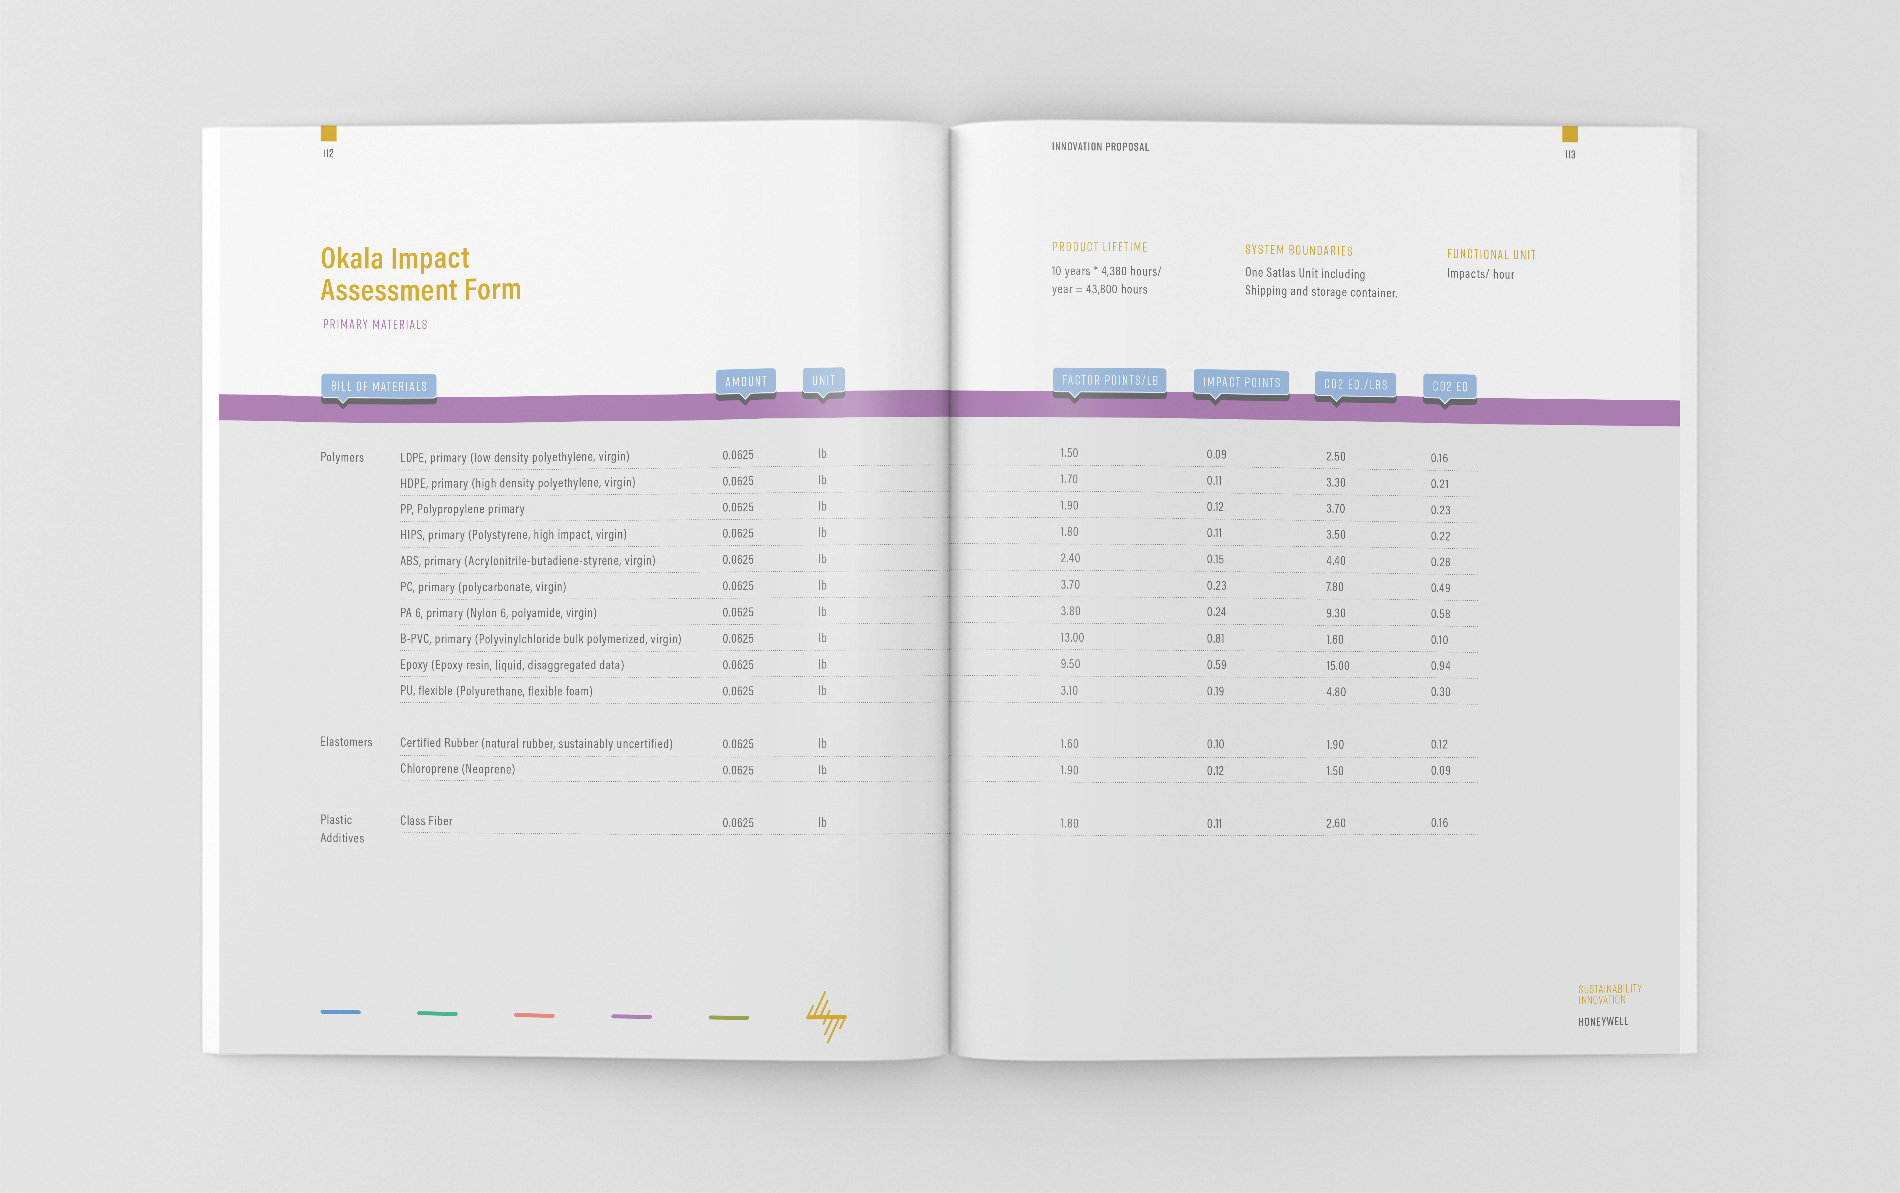 112
Okala Impact
Assessment Form
PRIMARY MATERIALS
INNOVATION PROPOSAL
113
PRODUCT LIFETIME
10 years * 4,380 hours/
year = 43,800 hours
SYSTEM BOUNDARIES
One Satlas Unit including
Shipping and storage container.
FUNCTIONAL UNIT
Impacts/ hour
BILL OF MATERIALS AMOUNT UNIT FACTOR POINTS/LB IMPACT POINTS CO2 EQ./LBS CO2 EQ
Polymers LDPE, primary (low density polyethylene, virgin) 0.0625 lb 1.50 0.09 2.50 0.16
HDPE, primary (high density polyethylene, virgin) 0.0625 lb 1.70 0.11 3.30 0.21
PP, Polypropylene primary 0.0625 lb 1.90 0.12 3.70 0.23
HIPS, primary (Polystyrene, high impact, virgin) 0.0625 lb 1.80 0.11 3.50 0.22
ABS, primary (Acrylonitrile-butadiene-styrene, virgin) 0.0625 lb 2.40 0.15 4.40 0.28
PC, primary (polycarbonate, virgin) 0.0625 lb 3.70 0.23 7.80 0.49
PA 6, primary (Nylon 6, polyamide, virgin) 0.0625 lb 3.80 0.24 9.30 0.58
B-PVC, primary (Polyvinylchloride bulk polymerized, virgin) 0.0625 lb 13.00 0.81 1.60 0.10
Epoxy (Epoxy resin, liquid, disaggregated data) 0.0625 lb 9.50 0.59 15.00 0.94
PU, flexible (Polyurethane, flexible foam) 0.0625 lb 3.10 0.19 4.80 0.30
Elastomers Certified Rubber (natural rubber, sustainably uncertified) 0.0625 lb 1.60 0.10 1.90 0.12
Chloroprene (Neoprene) 0.0625 lb 1.90 0.12 1.50 0.09
Plastic Class Fiber 0.0625 lb 1.80 0.11 2.60 0.16
Additives
SUSTAINABILITY
INNOVATION
HONEYWELL